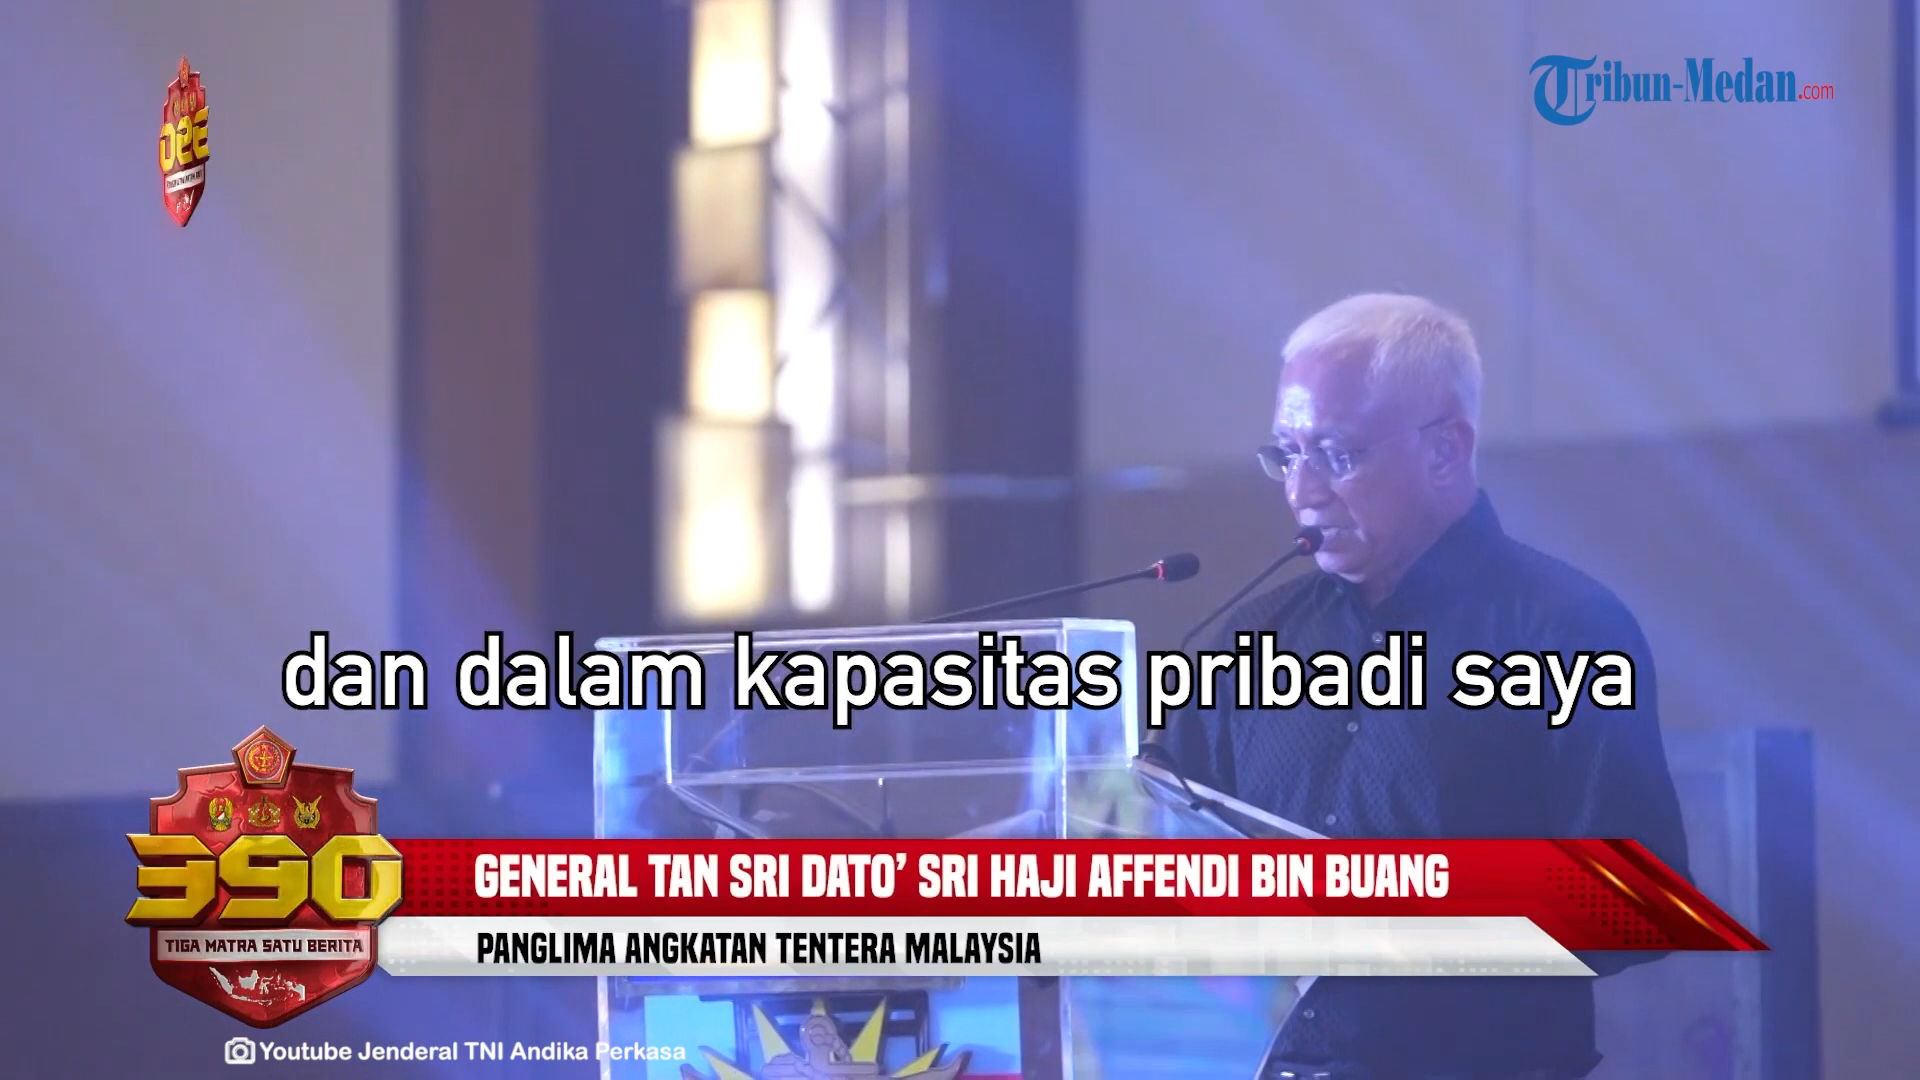 Tribun-Medan.com
dan dalam kapasitas pribadi saya
350
GENERAL TAN SRI DATO’ SRI HAJI AFFENDI BIN BUANG
TIGA MATRA SATU BERITA
PANGLIMA ANGKATAN TENTERA MALAYSIA
Youtube Jenderal TNI Andika Perkasa